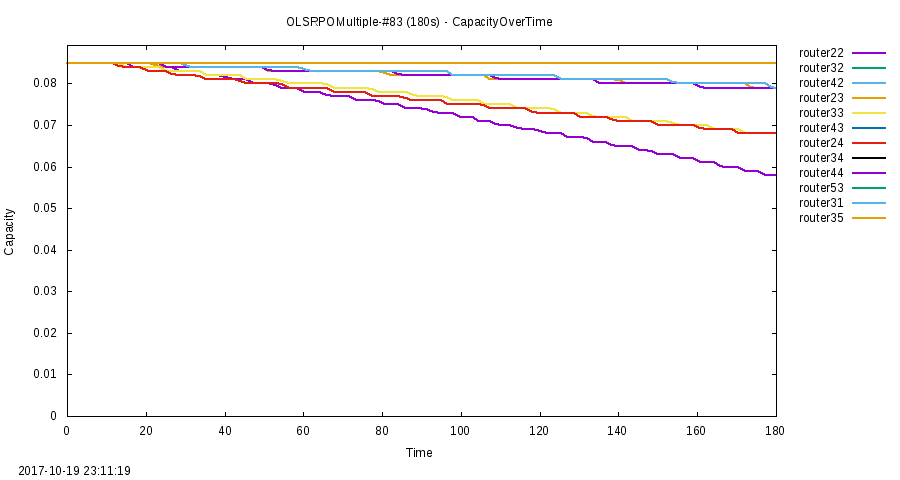 OLSRPOMultiple-#83 (180s) - CapacityOverTime
router22
router32
router42
router23
router33
router43
router24
router34
router44
router53
router31
router35
Capacity
0.08
0.07
0.06
0.05
0.04
0.03
0.02
0.01
0
0 20 40 60 80 100 120 140 160 180
Time
2017-10-19 23:11:19